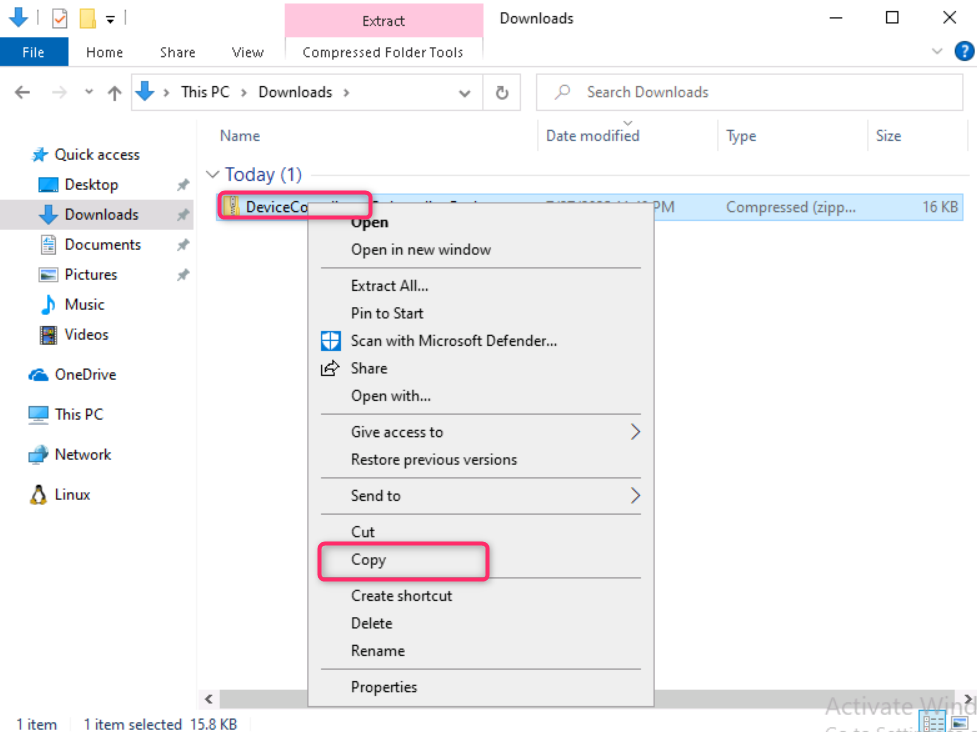 Extract
Downloads
File
Home
Share
View
Compressed Folder Tools
This PC
Downloads
Search Downloads
Name
Date modified
Type
Size
Quick access
Desktop
Downloads
Documents
Pictures
Music
Videos
OneDrive
This PC
Network
Linux
Today (1)
PM
Compressed (zipp...
16 KB
Open
Open in new window
Extract All...
Pin to Start
Scan with Microsoft Defender...
Share
Open with...
Give access to
Restore previous versions
Send to
Cut
Copy
Create shortcut
Delete
Rename
Properties
1 item
1 item selected 15.8 KB
Activate Wind